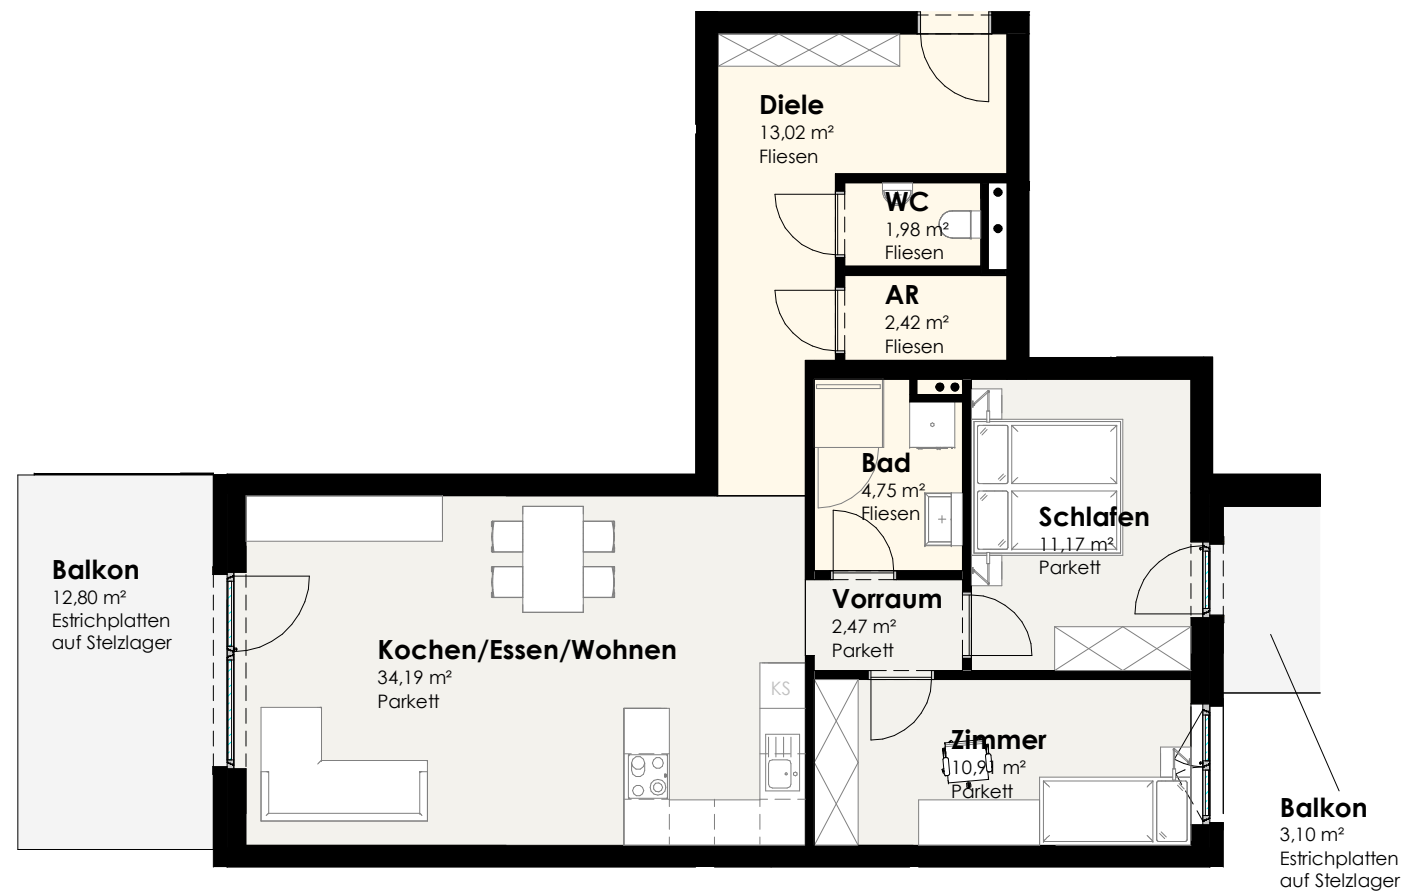 Diele
13,02 m²
Fliesen
WC
1,98 m²
Fliesen
AR
2,42 m²
Fliesen
Bad
4,75 m²
Fliesen
Schlafen
11,17 m²
Parkett
Balkon
12,80 m²
Estrichplatten
auf Stelzlager
Vorraum
2,47 m²
Parkett
Kochen/Essen/Wohnen
34,19 m²
Parkett
KS
Zimmer
10,91 m²
Parkett
Balkon
3,10 m²
Estrichplatten
auf Stelzlager